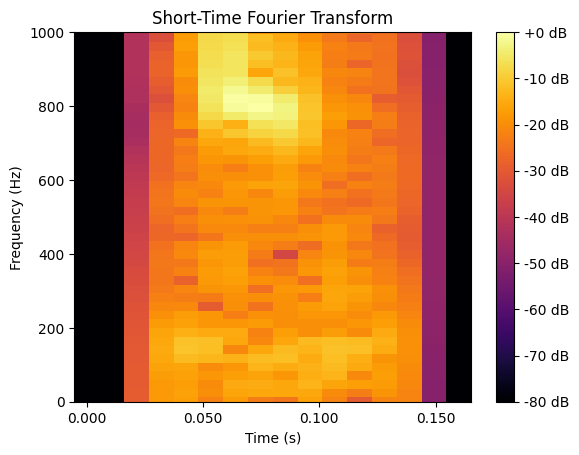 Short-Time Fourier Transform
1000
800
600
400
200
0
Frequency (Hz)
0.000
0.050
0.100
0.150
Time (s)
+0 dB
-10 dB
-20 dB
-30 dB
-40 dB
-50 dB
-60 dB
-70 dB
-80 dB